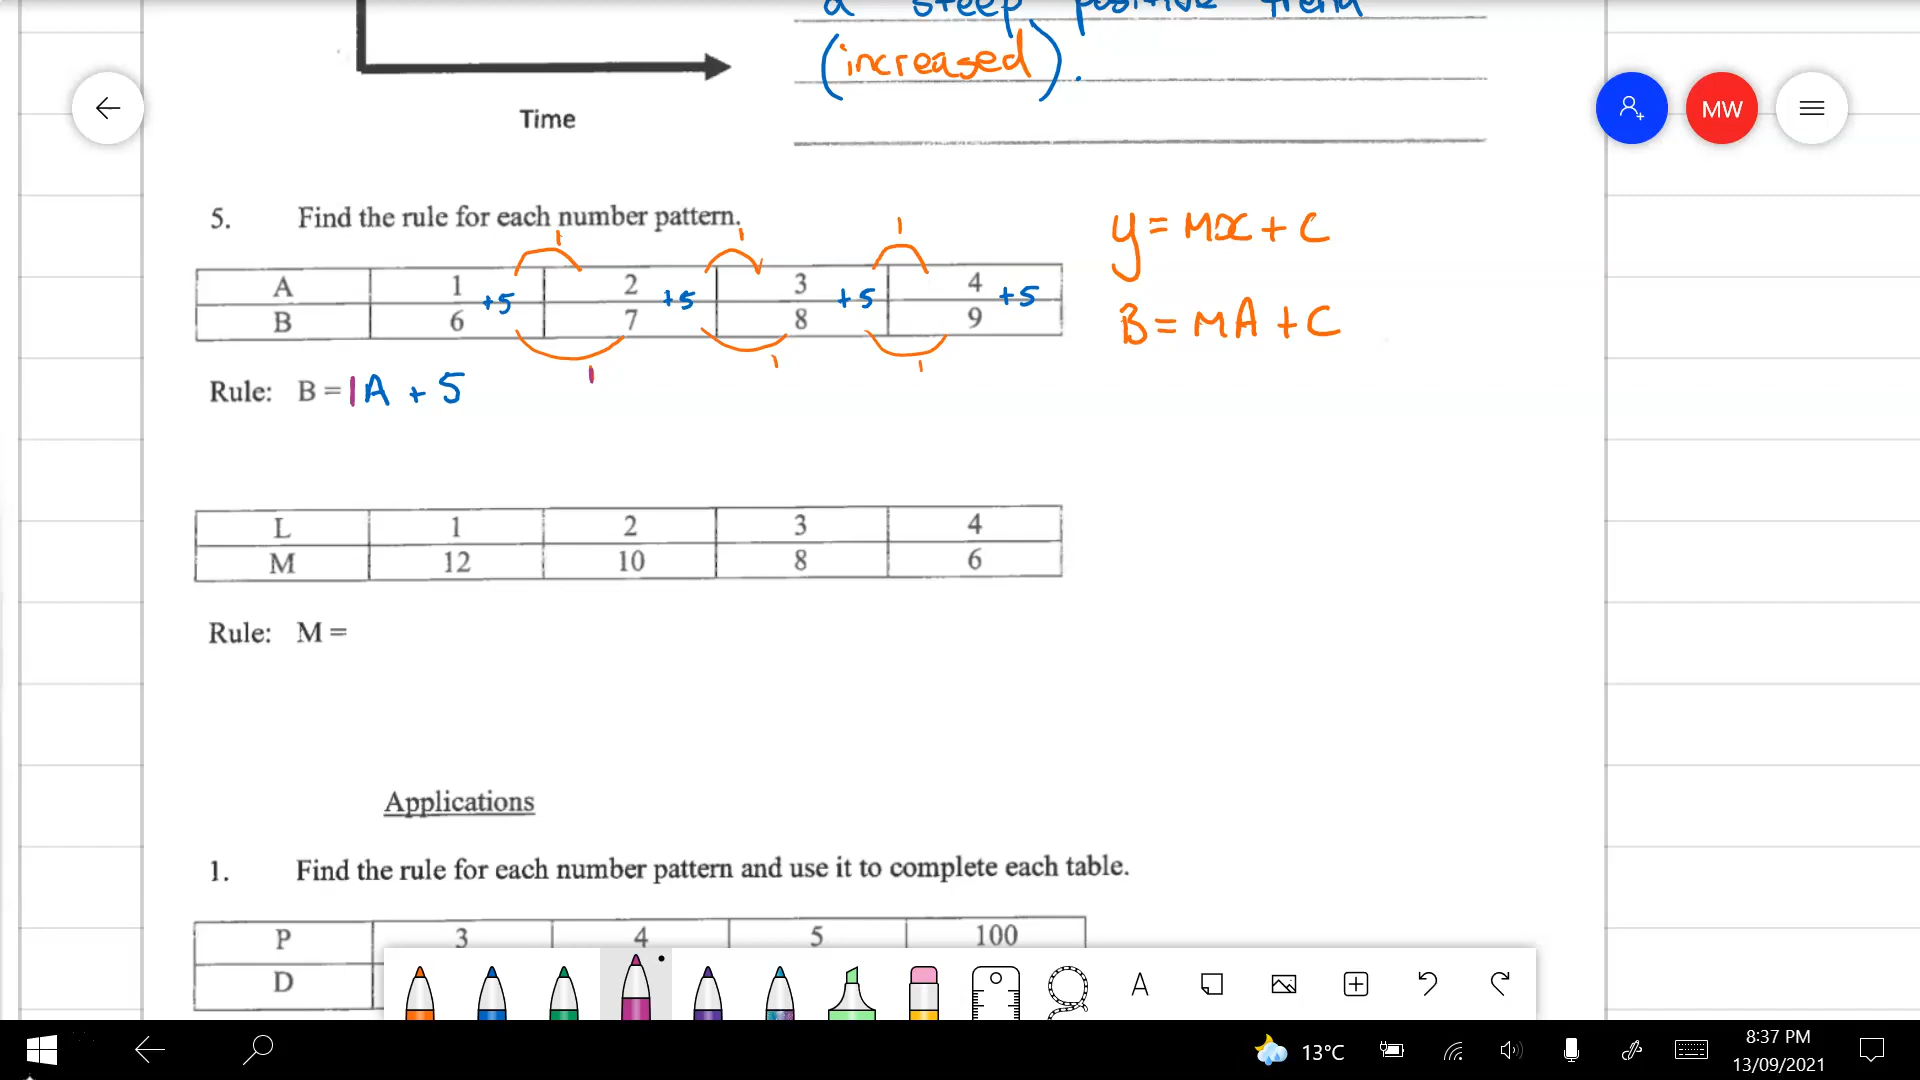 a steep positive trend
(increased).
Time
MW
5. Find the rule for each number pattern.
1 1 1
A 1 2 3 4
+5 +5 +5 +5
B 6 7 8 9
1 1 1
y = mx + c
B = MA + C
Rule: B = 1A + 5
L 1 2 3 4
M 12 10 8 6
Rule: M =
Applications
1. Find the rule for each number pattern and use it to complete each table.
P 3 4 5 100
D
A
13°C
8:37 PM
13/09/2021